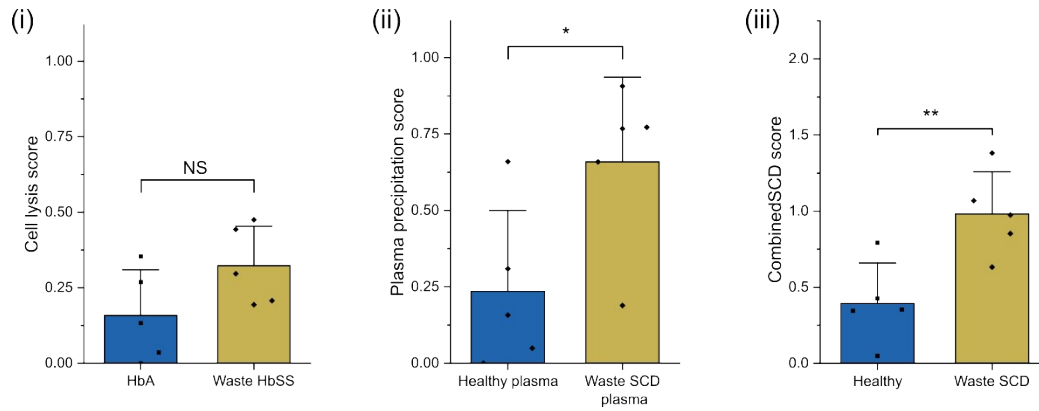 (i)
Cell lysis score
1.00
0.75
0.50
0.25
0.00
NS
HbA
Waste HbSS
(ii)
Plasma precipitation score
1.00
0.75
0.50
0.25
0.00
*
Healthy plasma
Waste SCD
plasma
(iii)
CombinedSCD score
2.0
1.5
1.0
0.5
0.0
**
Healthy
Waste SCD